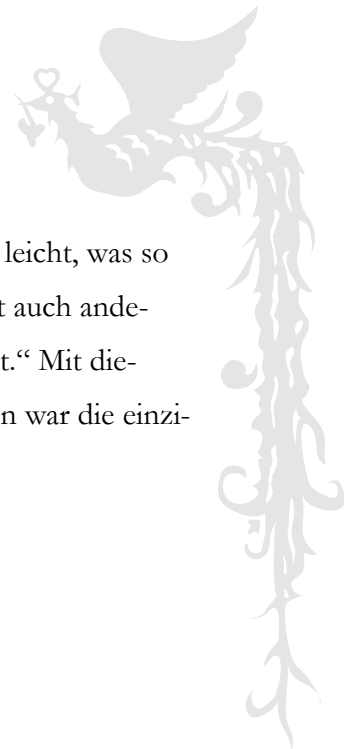 leicht, was so
t auch ande-
t.“ Mit die-
n war die einzi-